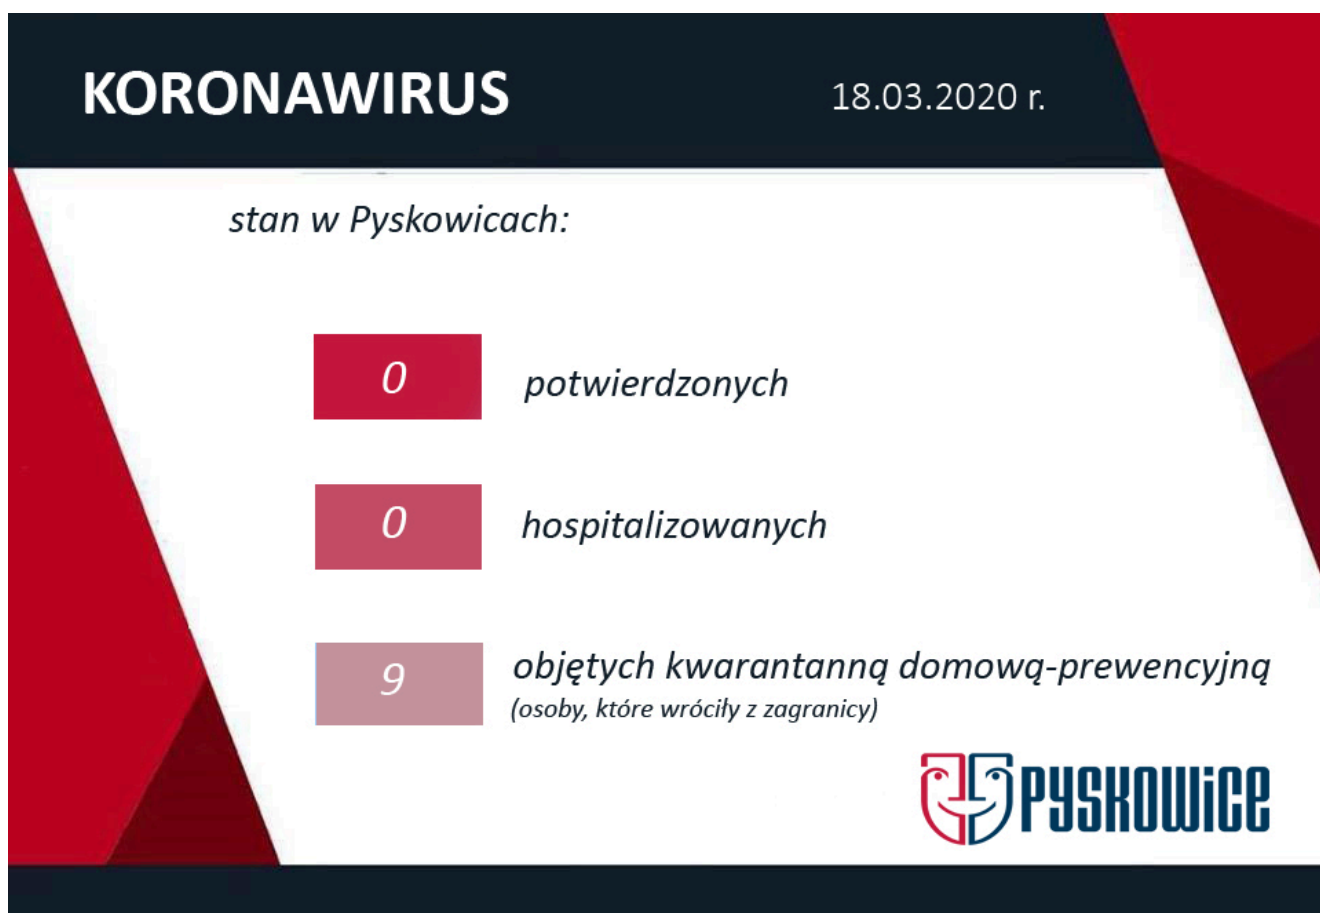 KORONAWIRUS
18.03.2020 r.
stan w Pyskowicach:
0 potwierdzonych
0 hospitalizowanych
9 objętych kwarantanną domową-prewencyjną
(osoby, które wróciły z zagranicy)
PYSKOWiCE